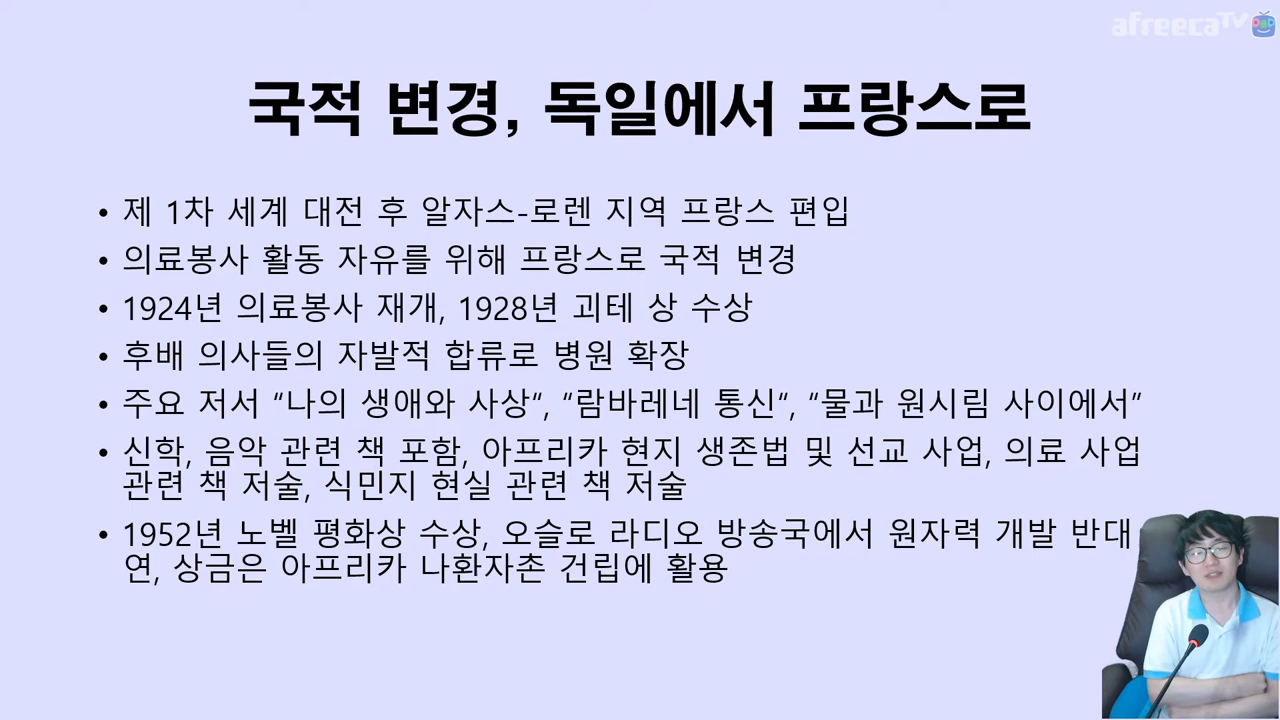 afreecaTV
국적 변경, 독일에서 프랑스로
• 제 1차 세계 대전 후 알자스-로렌 지역 프랑스 편입
• 의료봉사 활동 자유를 위해 프랑스로 국적 변경
• 1924년 의료봉사 재개, 1928년 괴테 상 수상
• 후배 의사들의 자발적 합류로 병원 확장
• 주요 저서 “나의 생애와 사상“, “람바레네 통신“, “물과 원시림 사이에서”
• 신학, 음악 관련 책 포함, 아프리카 현지 생존법 및 선교 사업, 의료 사업
관련 책 저술, 식민지 현실 관련 책 저술
• 1952년 노벨 평화상 수상, 오슬로 라디오 방송국에서 원자력 개발 반대
연, 상금은 아프리카 나환자촌 건립에 활용